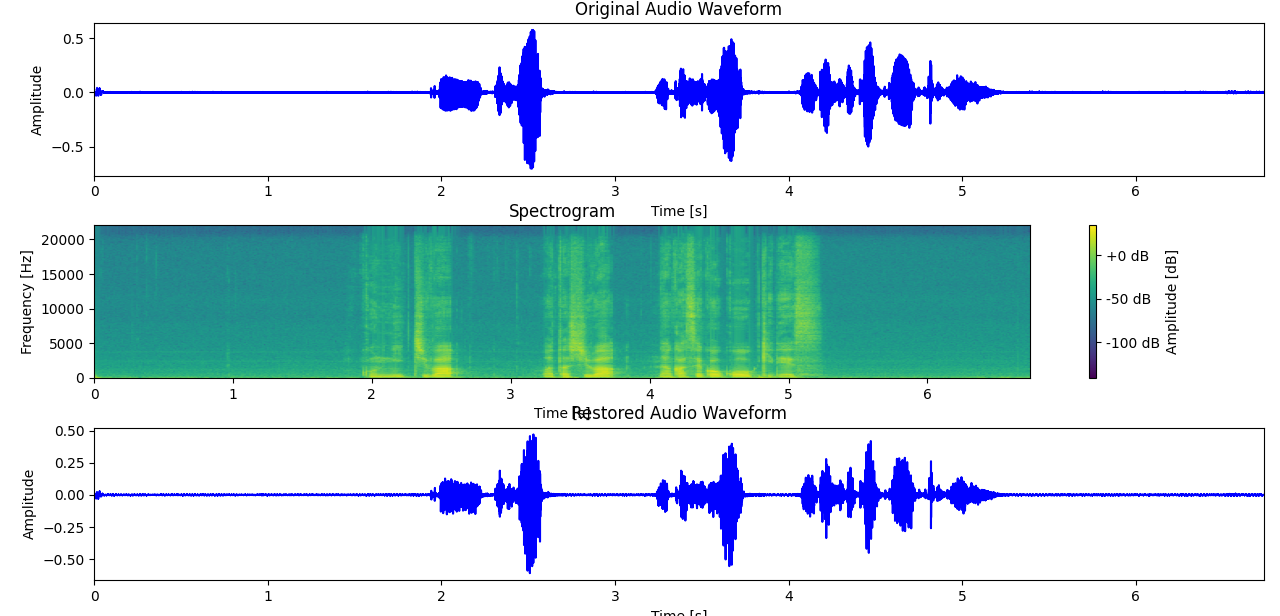 Original Audio Waveform
0.5
0.0
−0.5
Amplitude
0 1 2 3 4 5 6
Time [s]
Spectrogram
20000
15000
10000
5000
0
Frequency [Hz]
0 1 2 3 4 5 6
Time [s]
+0 dB
-50 dB
-100 dB
Amplitude [dB]
Restored Audio Waveform
0.50
0.25
0.00
−0.25
−0.50
Amplitude
0 1 2 3 4 5 6
Time [s]